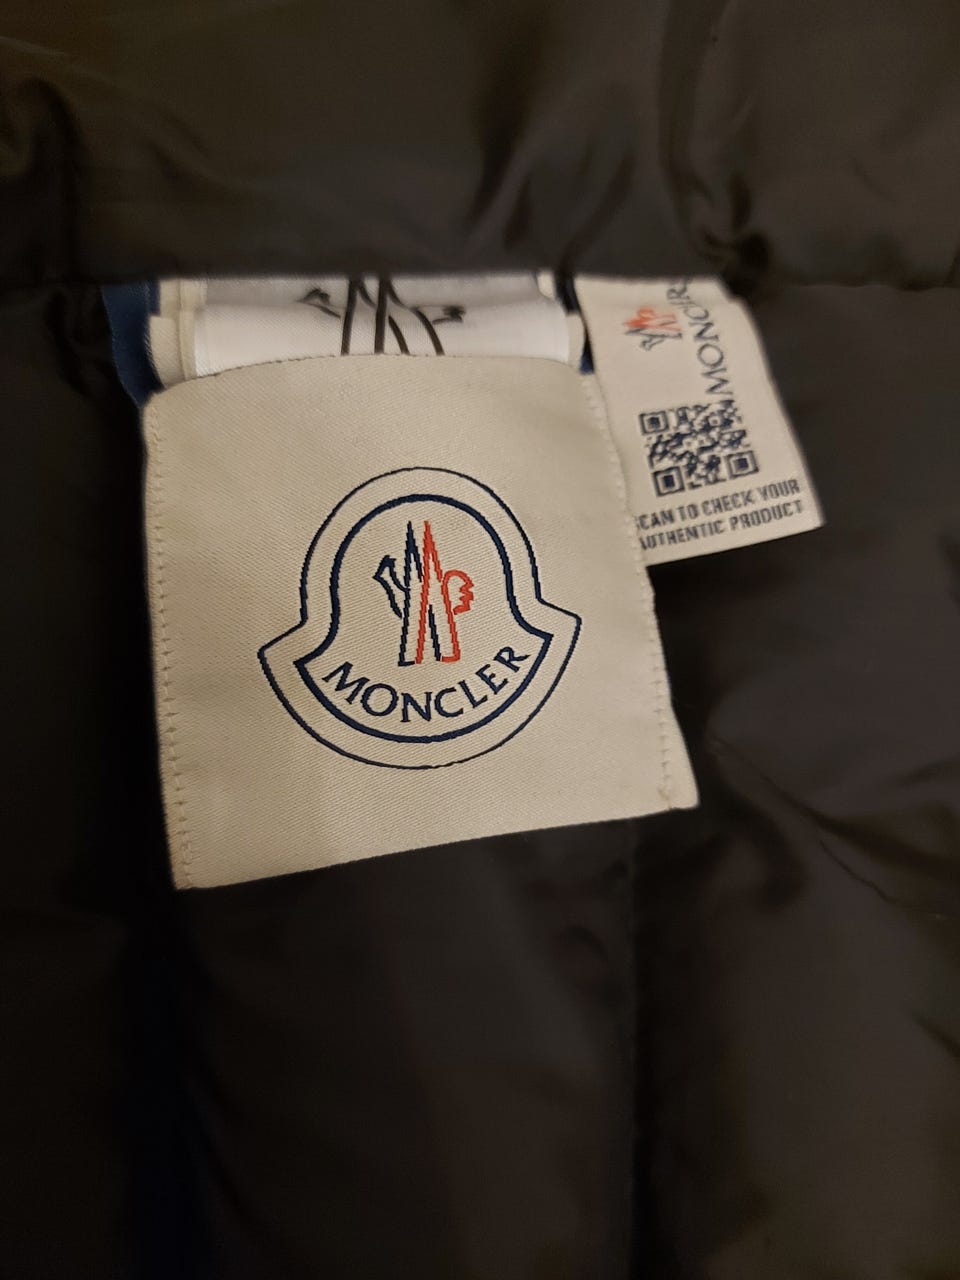 MONCLER
SCAN TO CHECK YOUR
AUTHENTIC PRODUCT
MONCLER